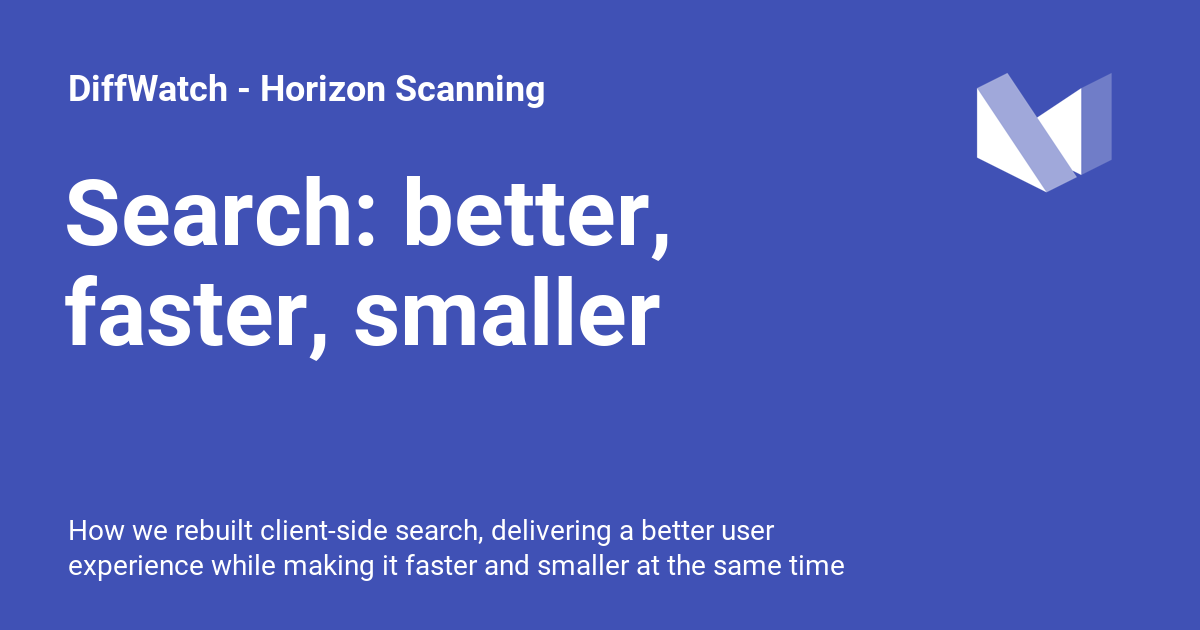 DiffWatch - Horizon Scanning
Search: better,
faster, smaller
How we rebuilt client-side search, delivering a better user
experience while making it faster and smaller at the same time